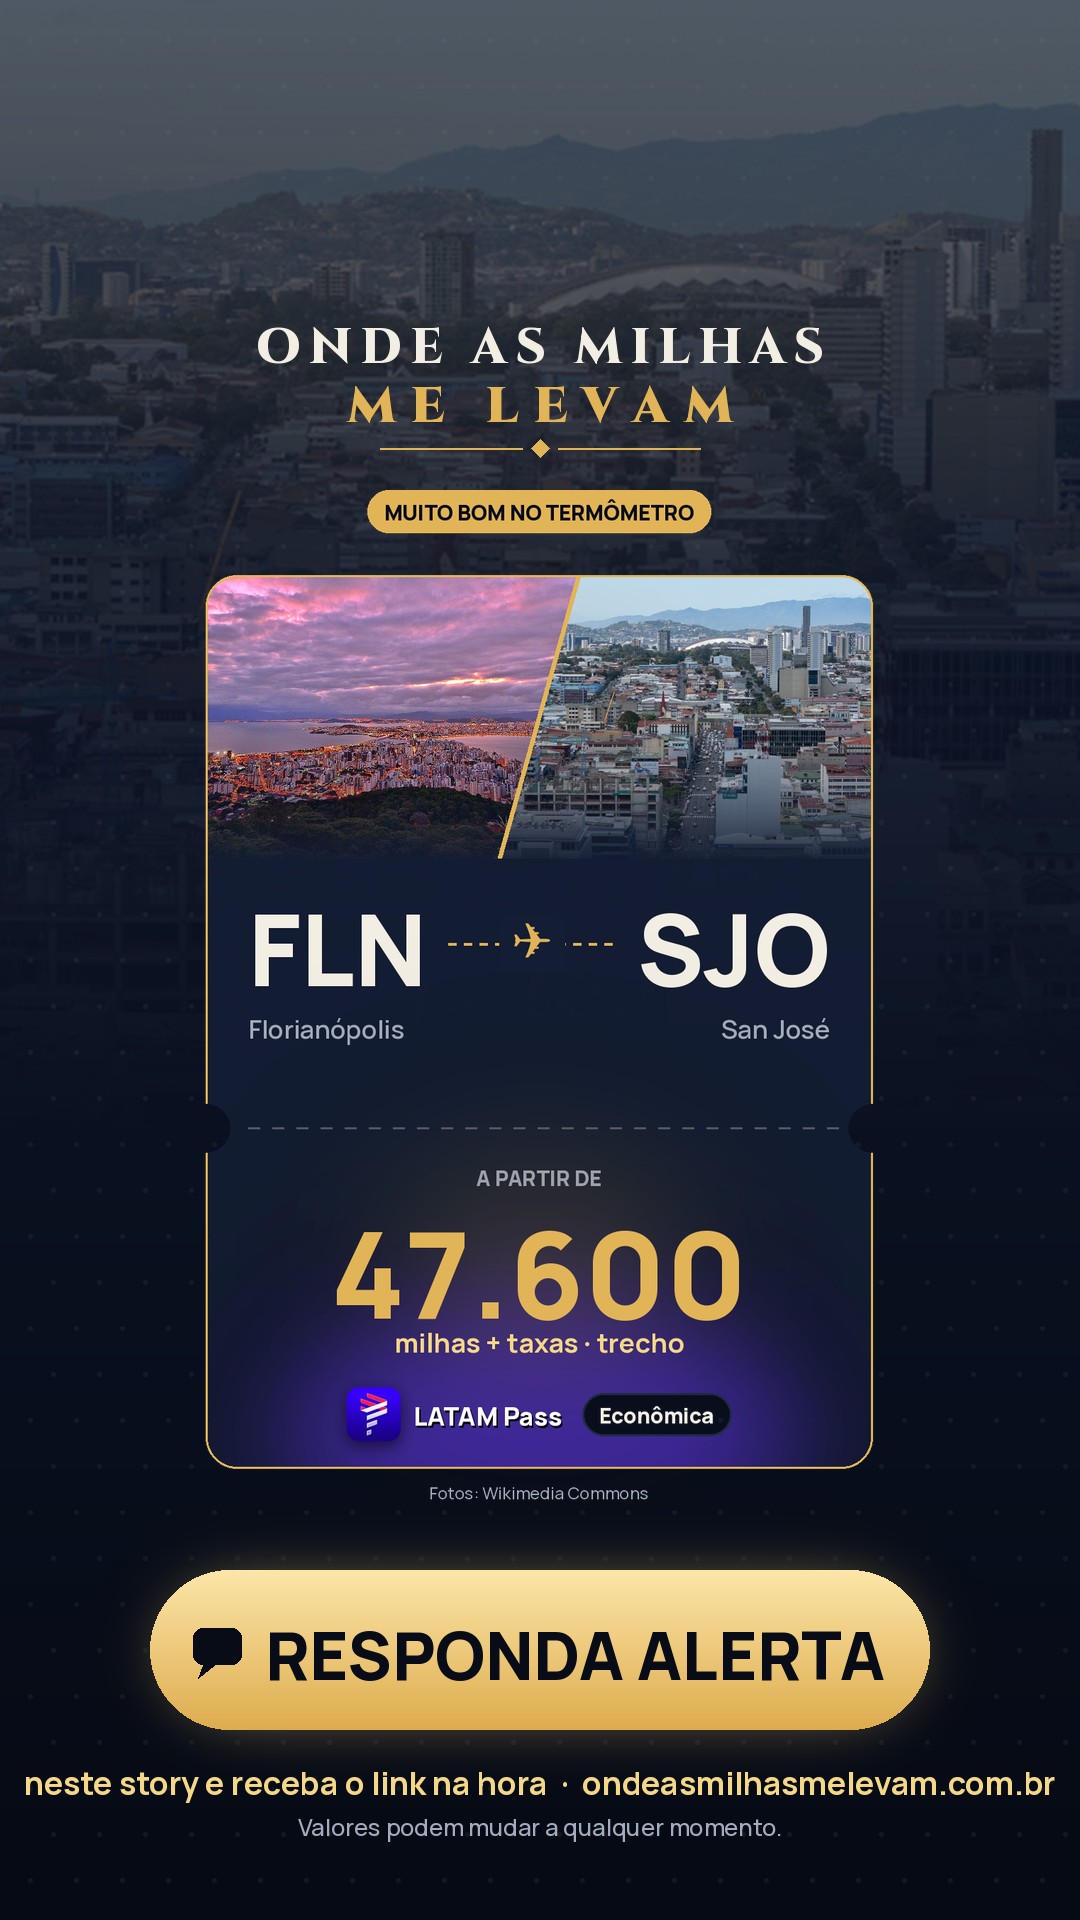 ONDE AS MILHAS
ME LEVAM
MUITO BOM NO TERMÔMETRO
FLN SJO
Florianópolis San José
A PARTIR DE
47.600
milhas + taxas · trecho
LATAM Pass Econômica
Fotos: Wikimedia Commons
RESPONDA ALERTA
neste story e receba o link na hora · ondeasmilhasmelevam.com.br
Valores podem mudar a qualquer momento.